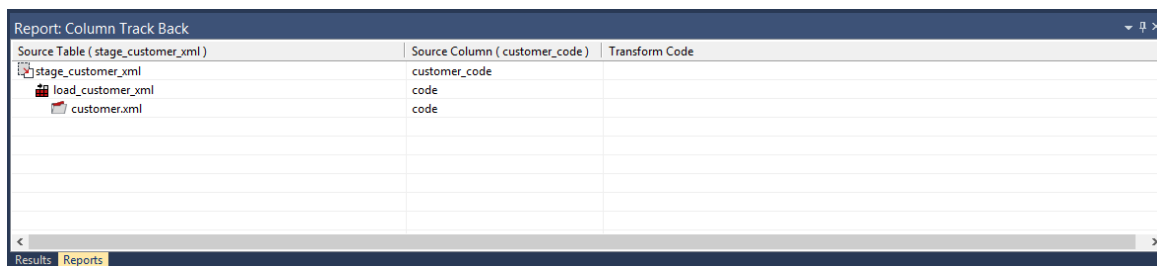 Report: Column Track Back
Source Table ( stage_customer_xml ) Source Column ( customer_code ) Transform Code
stage_customer_xml customer_code
load_customer_xml code
customer.xml code
Results Reports